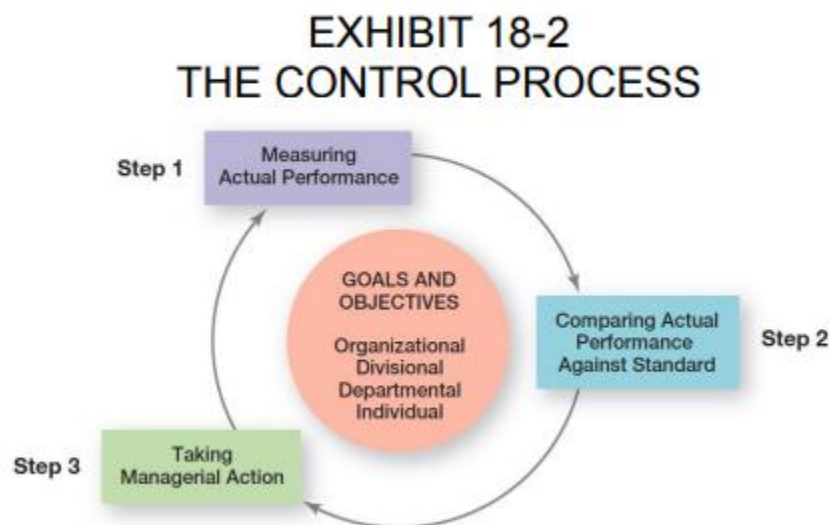 EXHIBIT 18-2
THE CONTROL PROCESS
Step 1
Measuring
Actual Performance
GOALS AND
OBJECTIVES
Organizational
Divisional
Departmental
Individual
Comparing Actual
Performance
Against Standard
Step 2
Step 3
Taking
Managerial Action